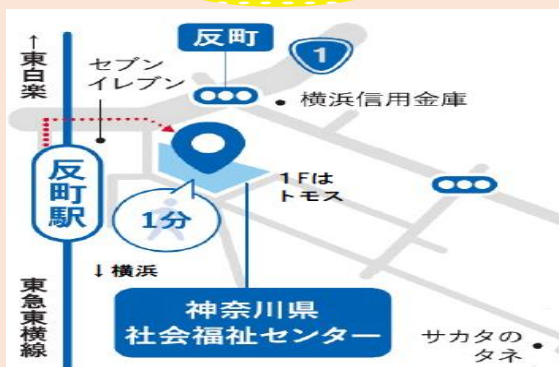 ↑東白楽
セブン
イレブン
反町
1
横浜信用金庫
反町駅
1Fは
トモス
1分
↓横浜
東急東横線
神奈川県
社会福祉センター
サカタの
タネ